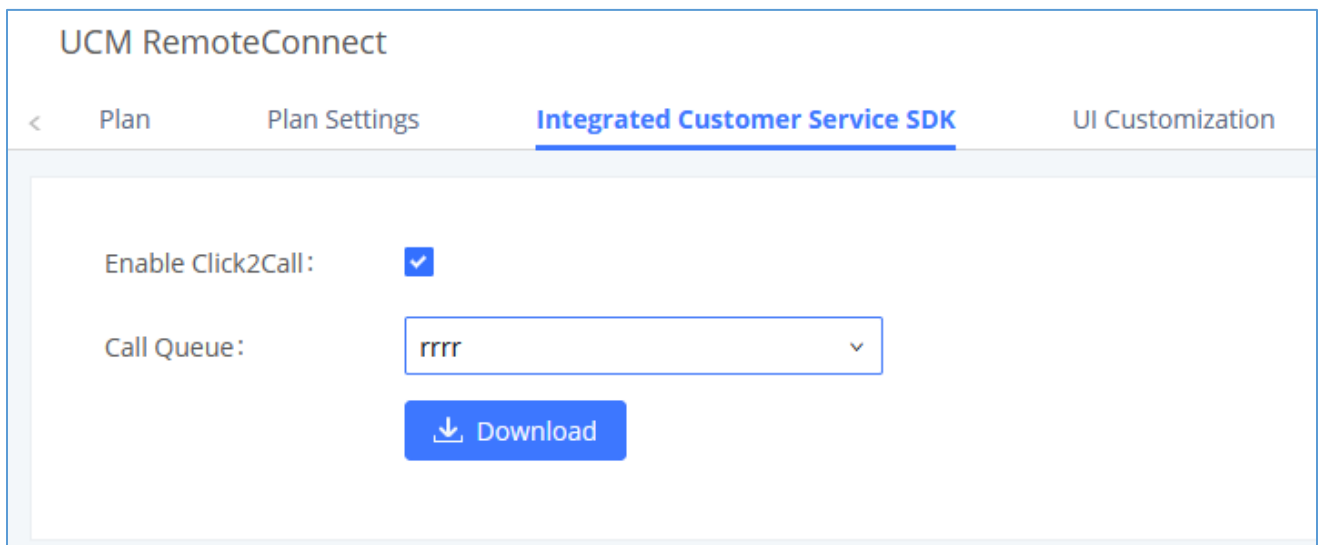 UCM RemoteConnect
< Plan Plan Settings Integrated Customer Service SDK UI Customization
Enable Click2Call:
Call Queue: rrrr
Download